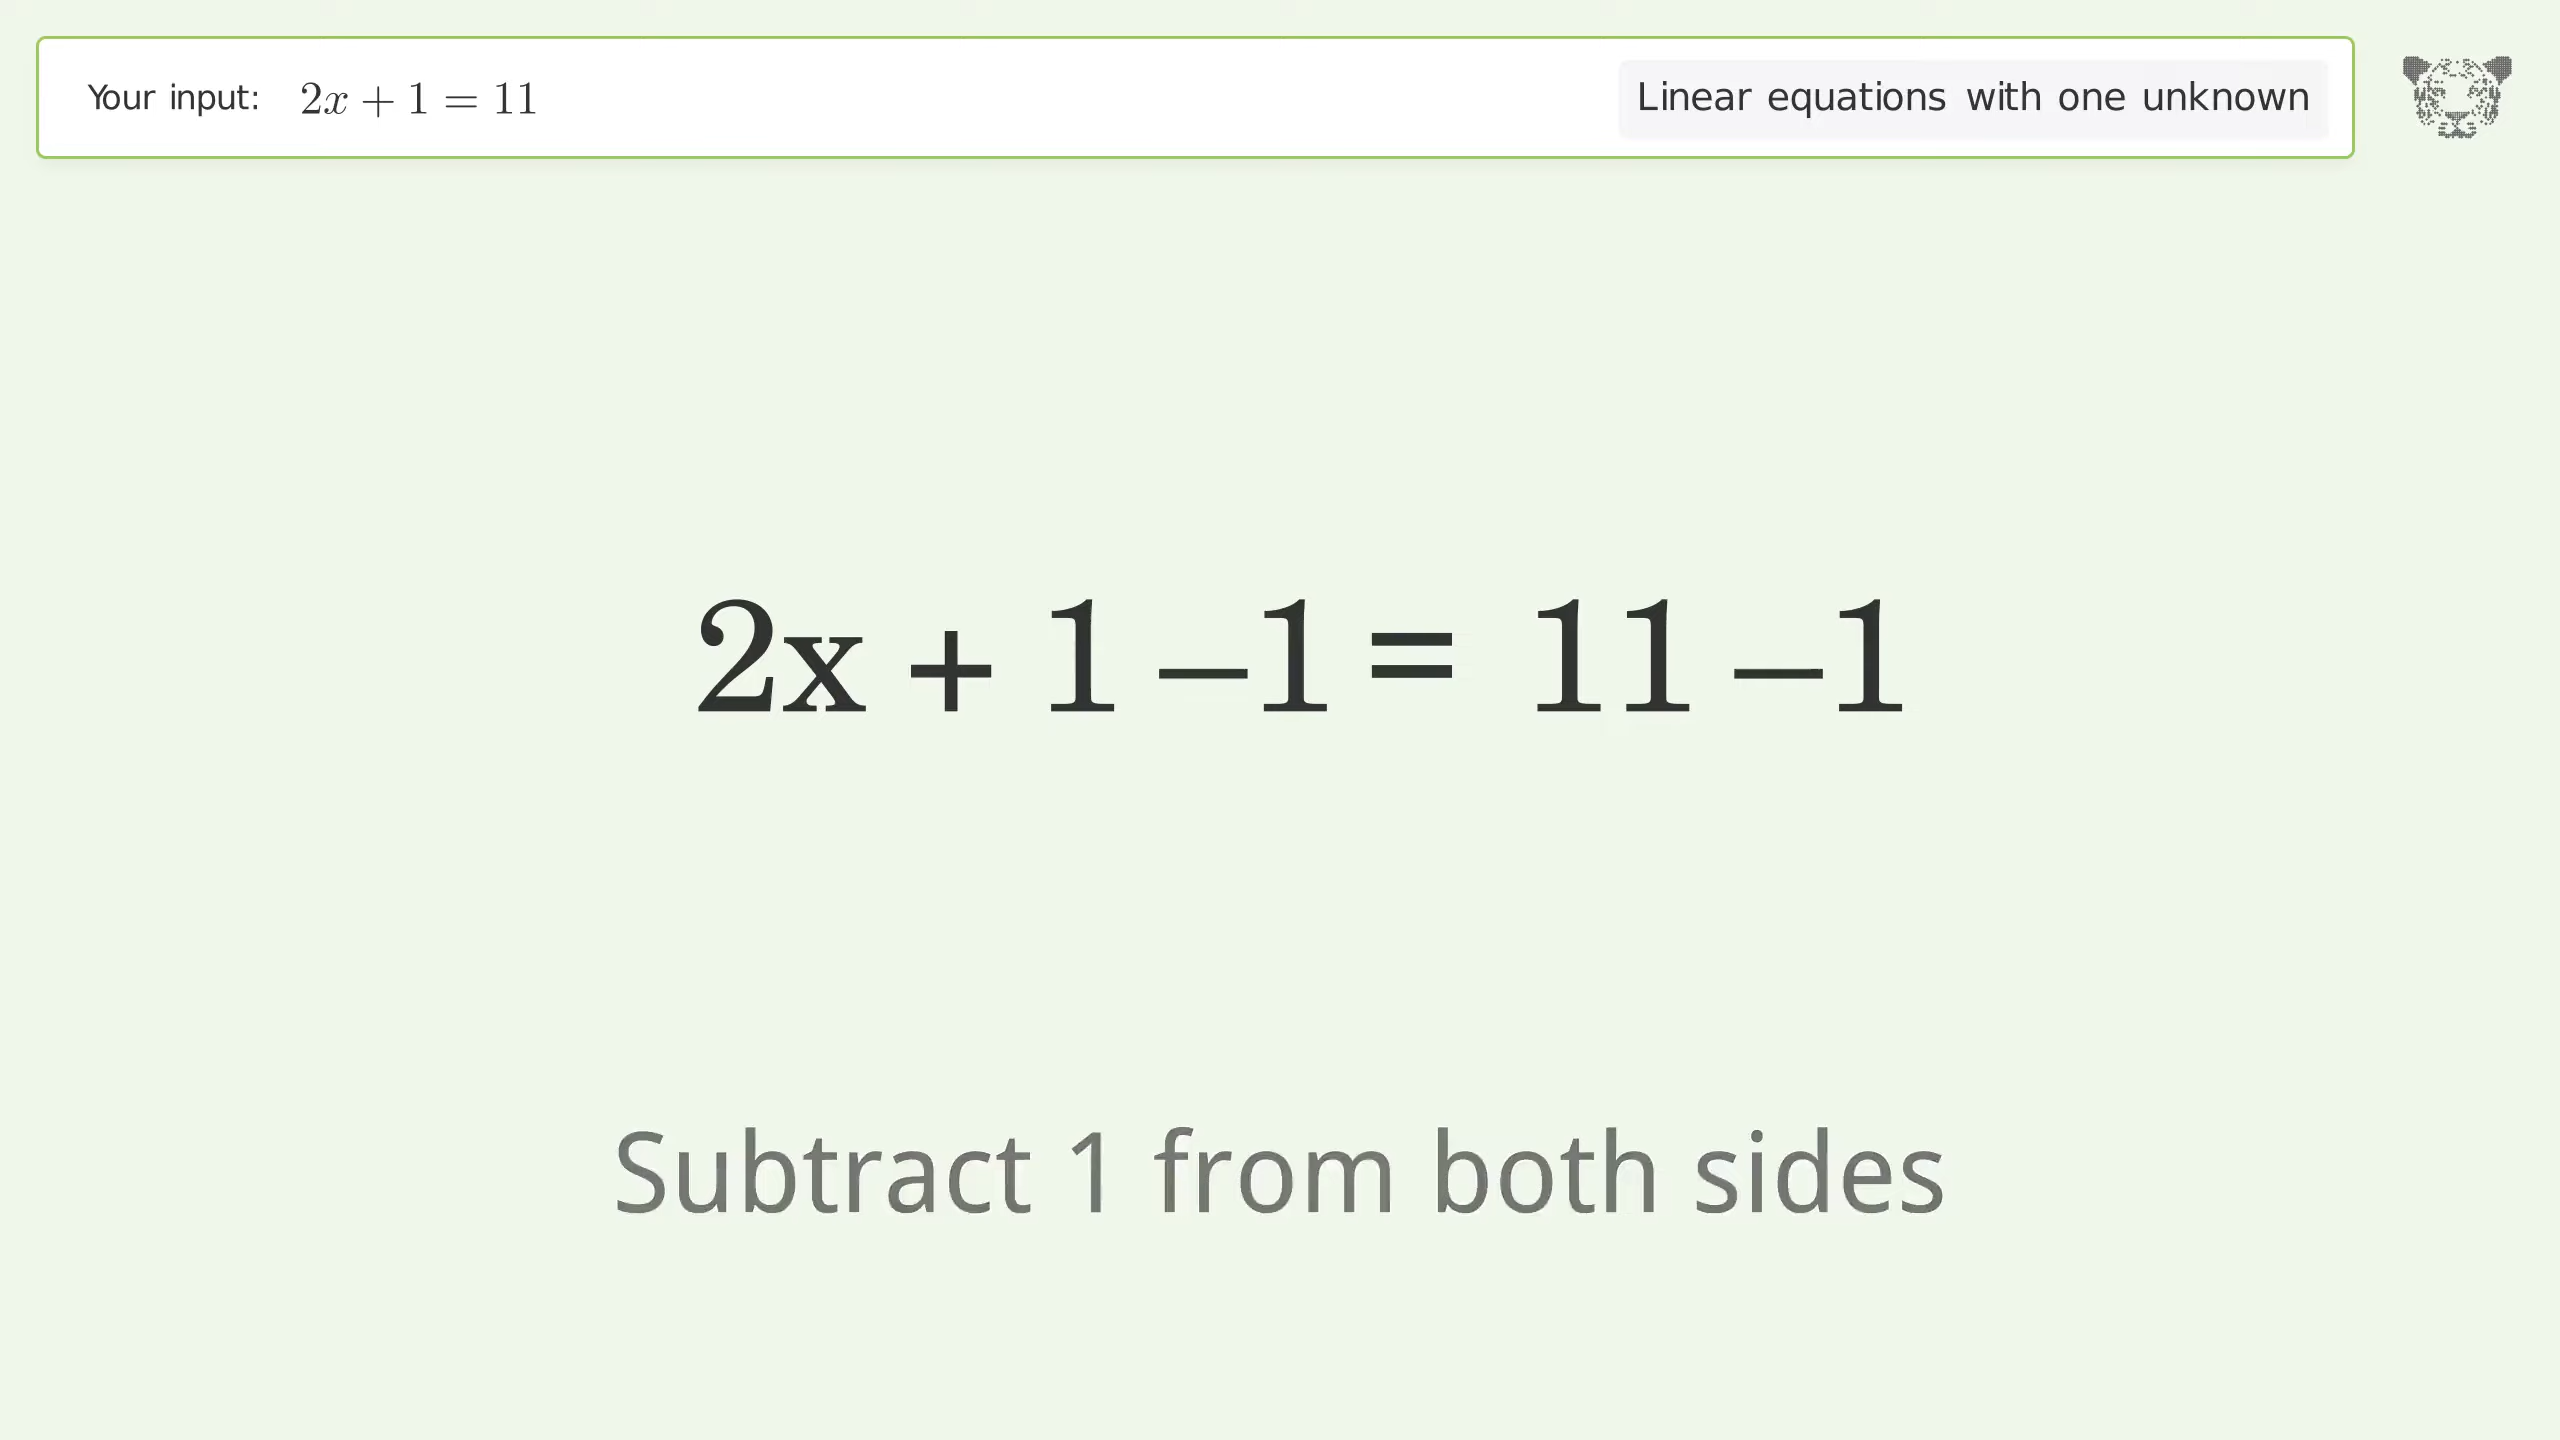 Your input: 2x + 1 = 11
Linear equations with one unknown
2x + 1 –1 = 11 –1
Subtract 1 from both sides